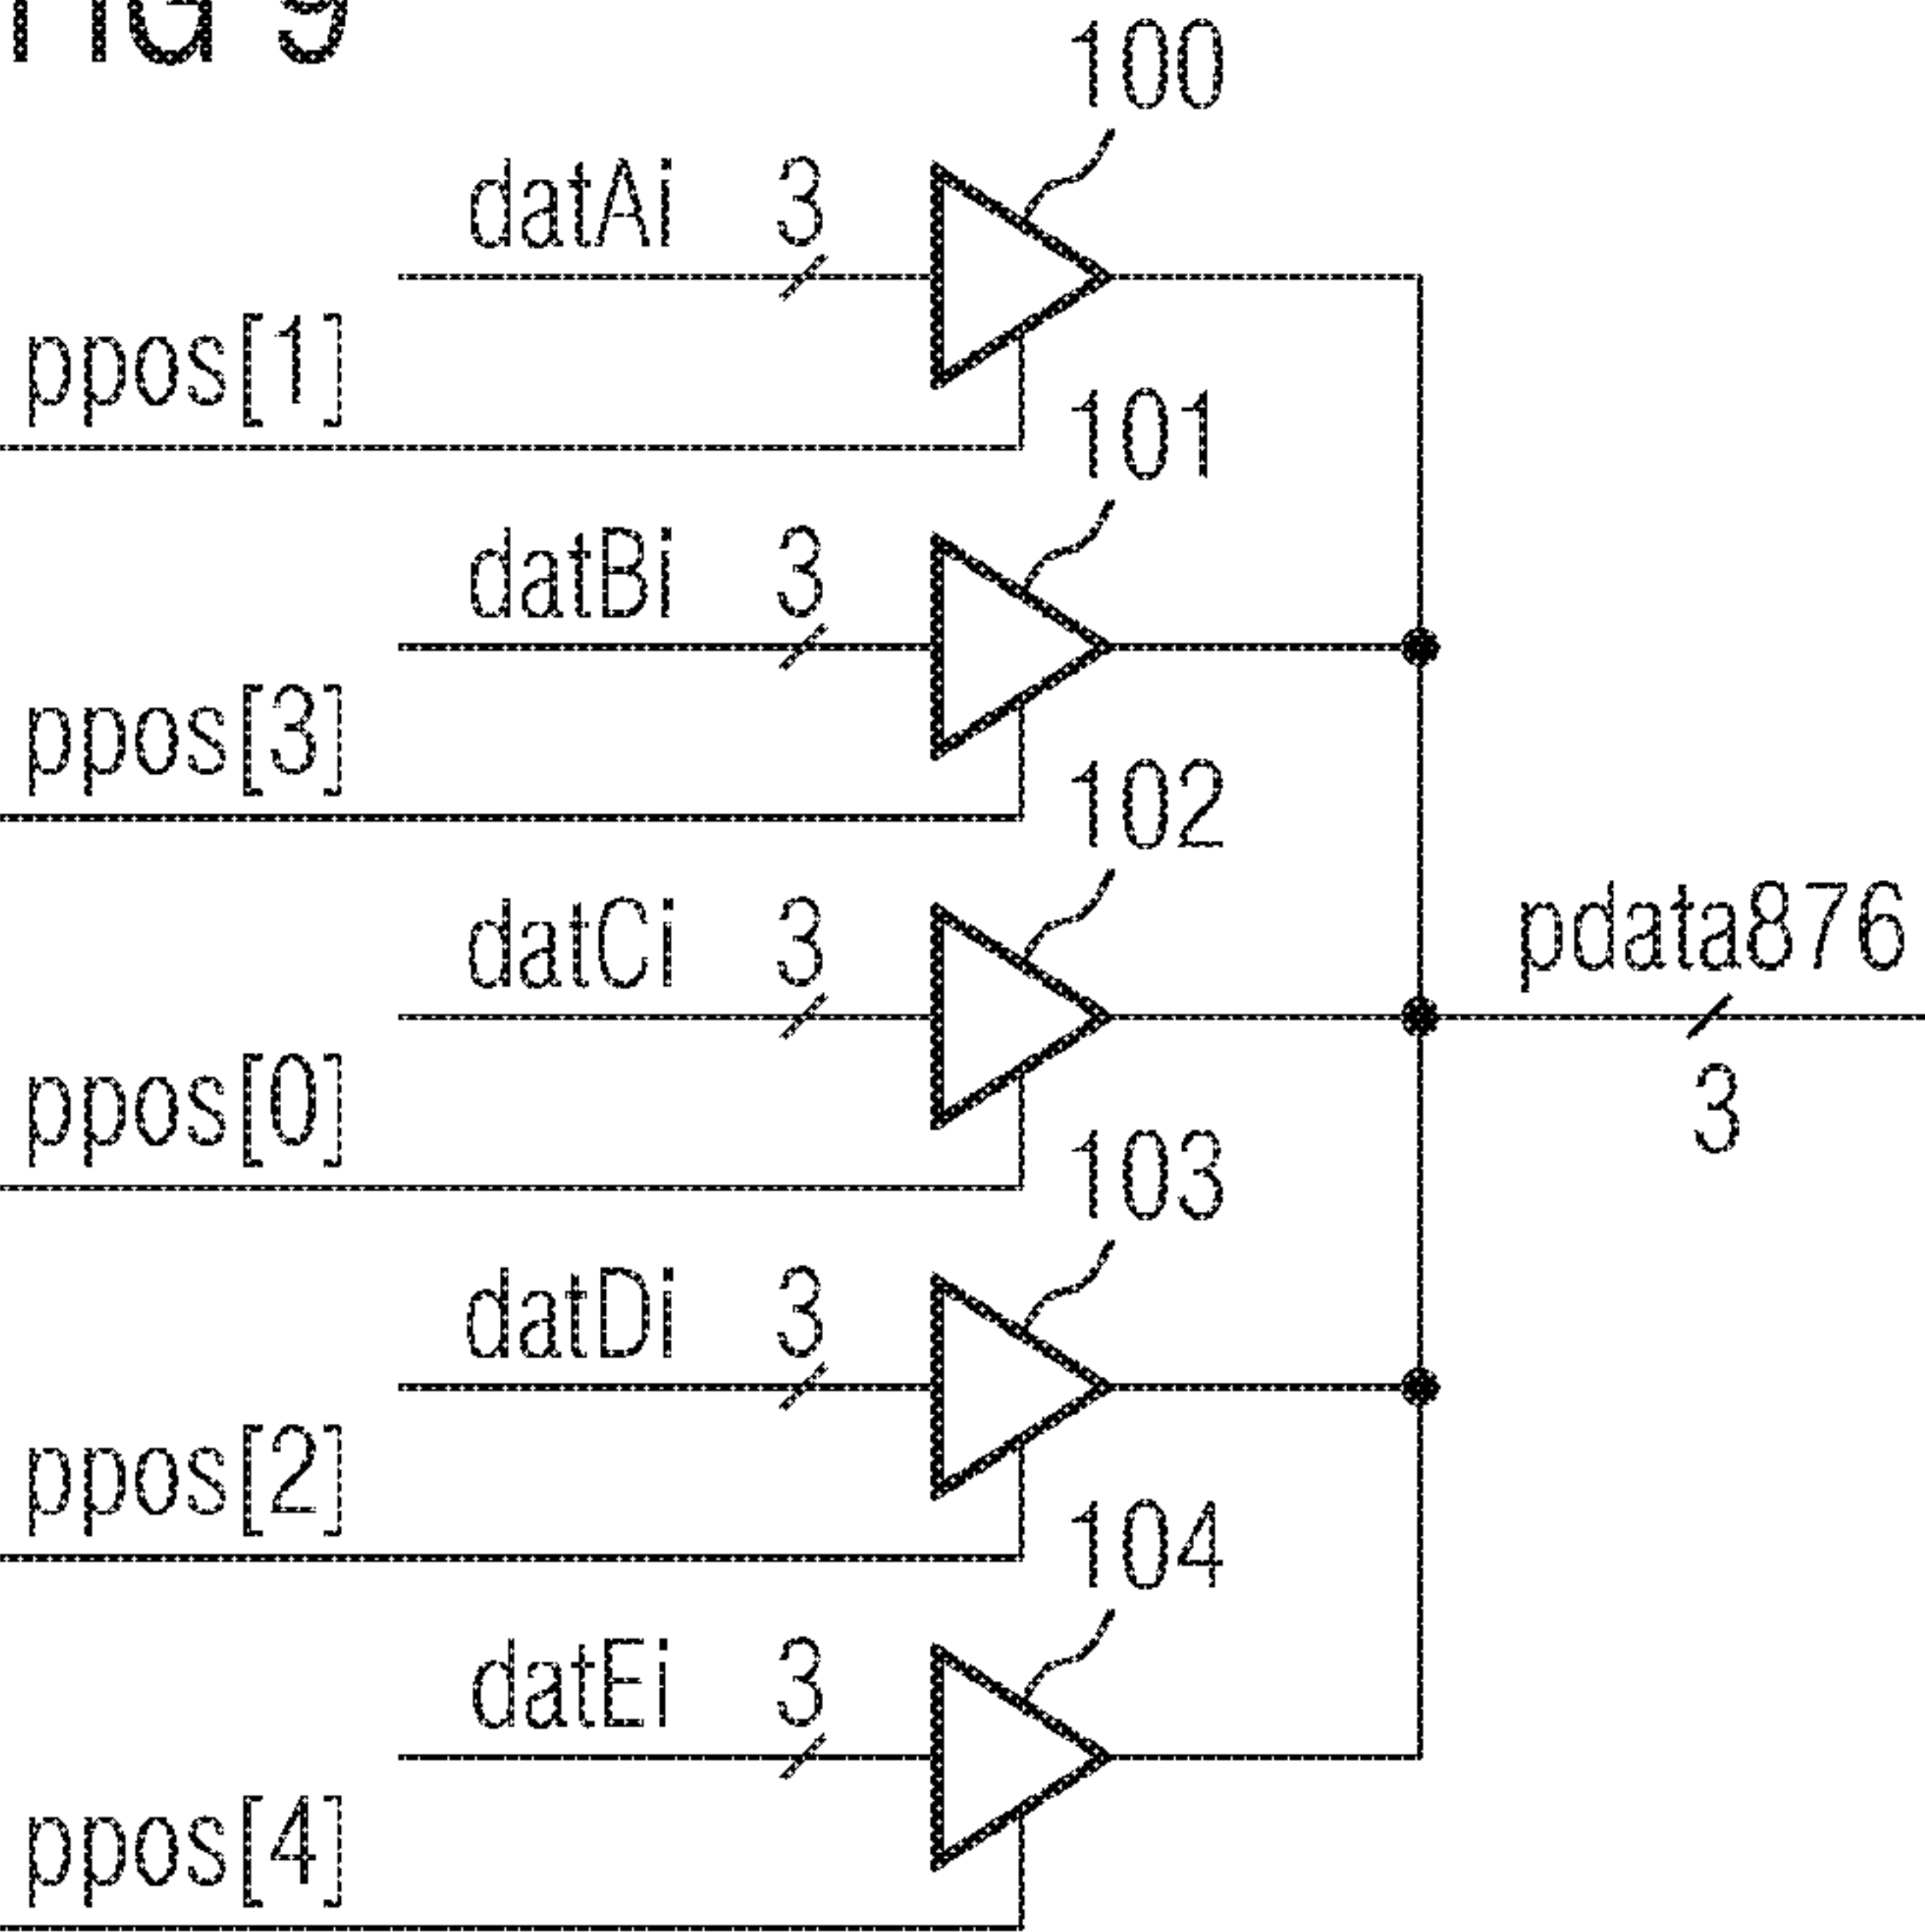 FIG 9
100
datAi 3
ppos[1]
101
datBi 3
ppos[3]
102
datCi 3
pdata876
ppos[0]
3
103
datDi 3
ppos[2]
104
datEi 3
ppos[4]